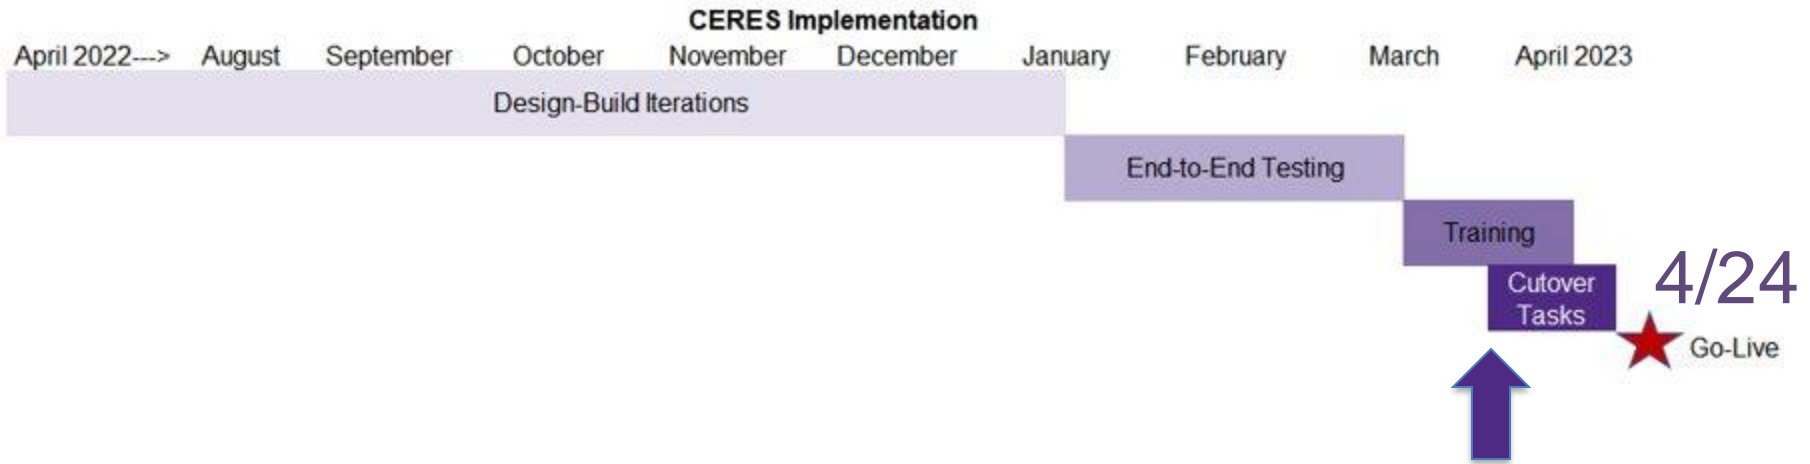 CERES Implementation
April 2022---> August September October November December January February March April 2023
Design-Build Iterations
End-to-End Testing
Training
Cutover
Tasks
4/24
Go-Live